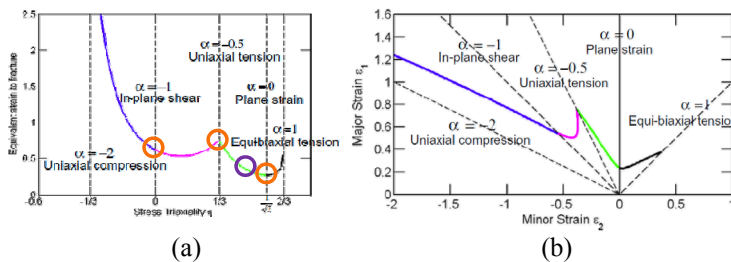 2.5
2
1.5
1
0.5
0
-0.6
-1/3
0
1/3
2/3
1
Equivalent strain to fracture
Stress Triaxiality η
α=-0.5
Uniaxial tension
α=-1
In-plane shear
α=0
Plane strain
α=1
Equi-biaxial tension
α=-2
Uniaxial compression
(a)
1.6
1.4
1.2
1
0.8
0.6
0.4
0.2
0
-2
-1.5
-1
-0.5
0
0.5
1
Major Strain ε1
Minor Strain ε2
α=-1
In-plane shear
α=0
Plane strain
α=-0.5
Uniaxial tension
α=1
Equi-biaxial tension
α=-2
Uniaxial compression
(b)